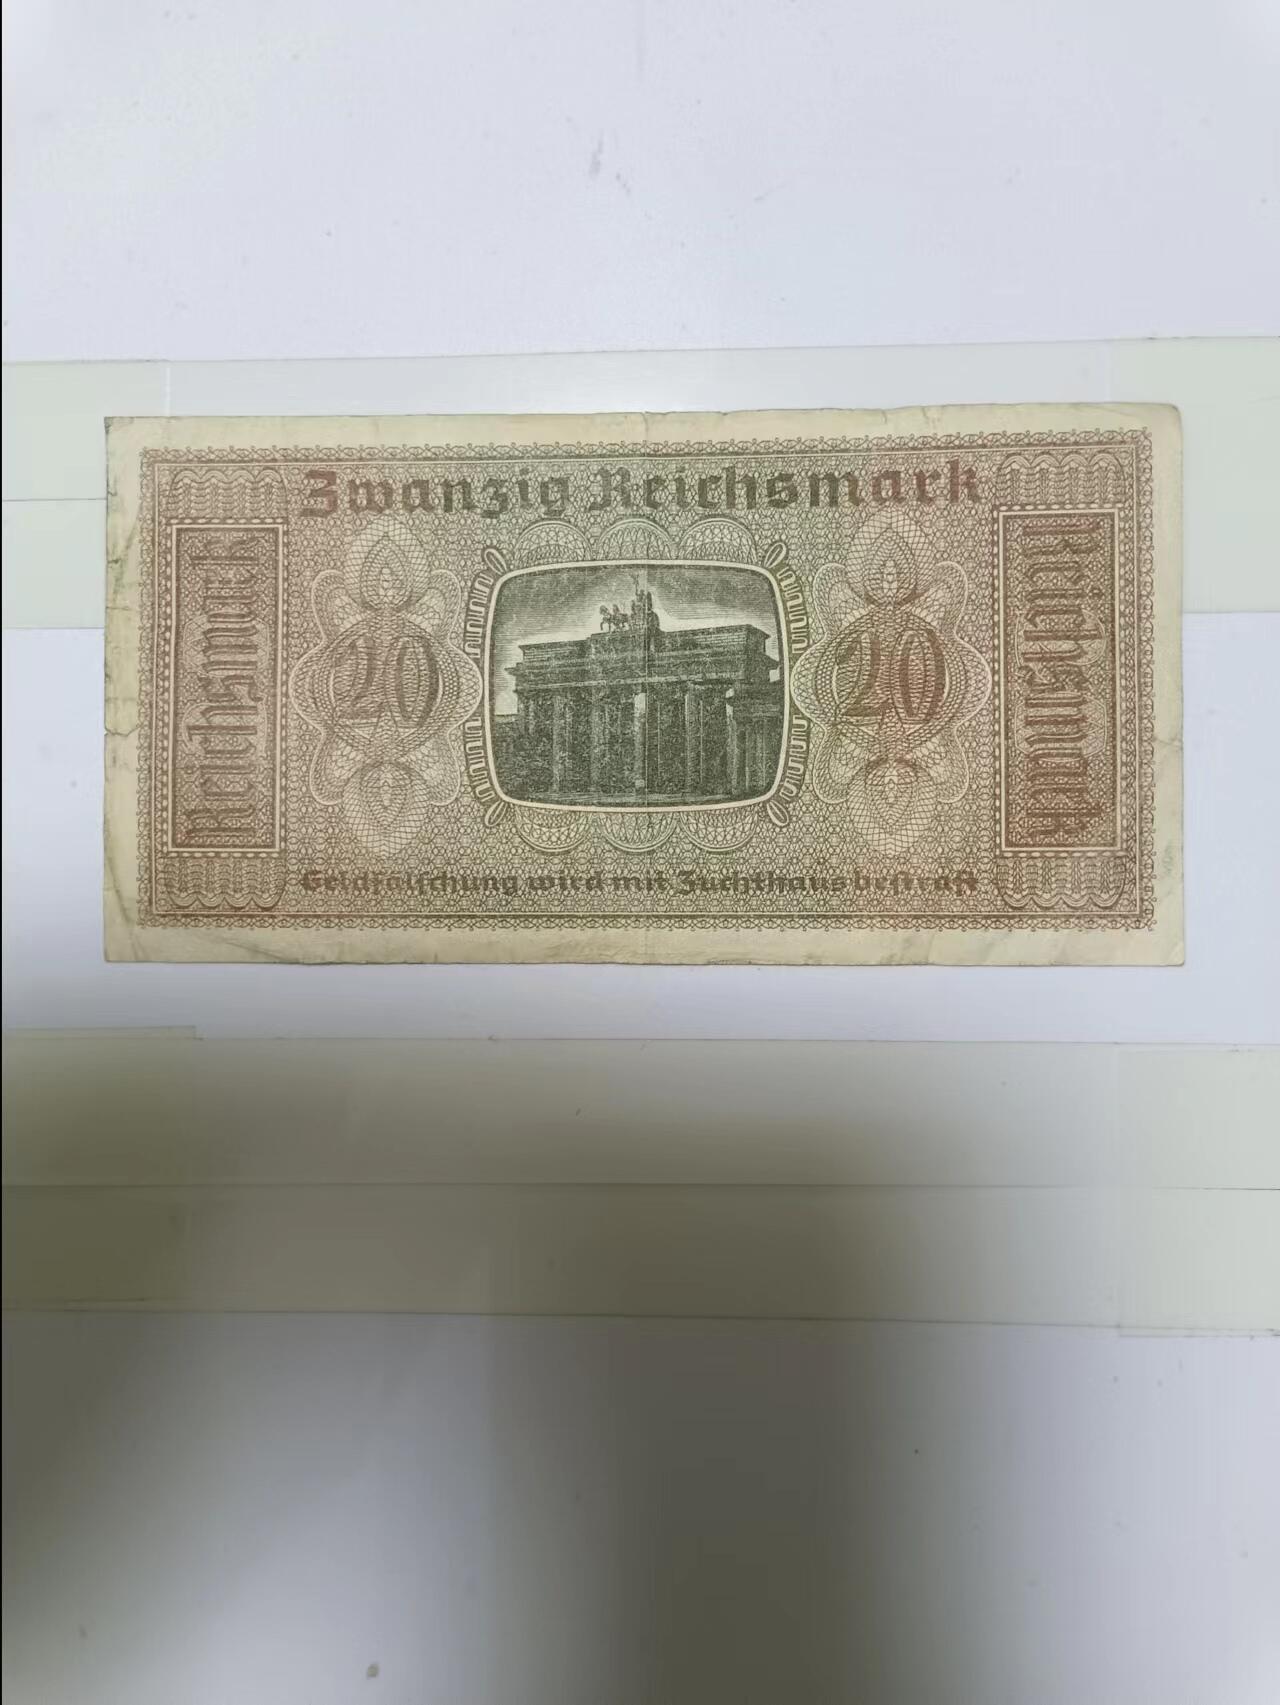 Zwanzig Reichsmark
Reichsmark
20
20
Reichsmark
Geldfälschung wird mit Zuchthaus bestraft